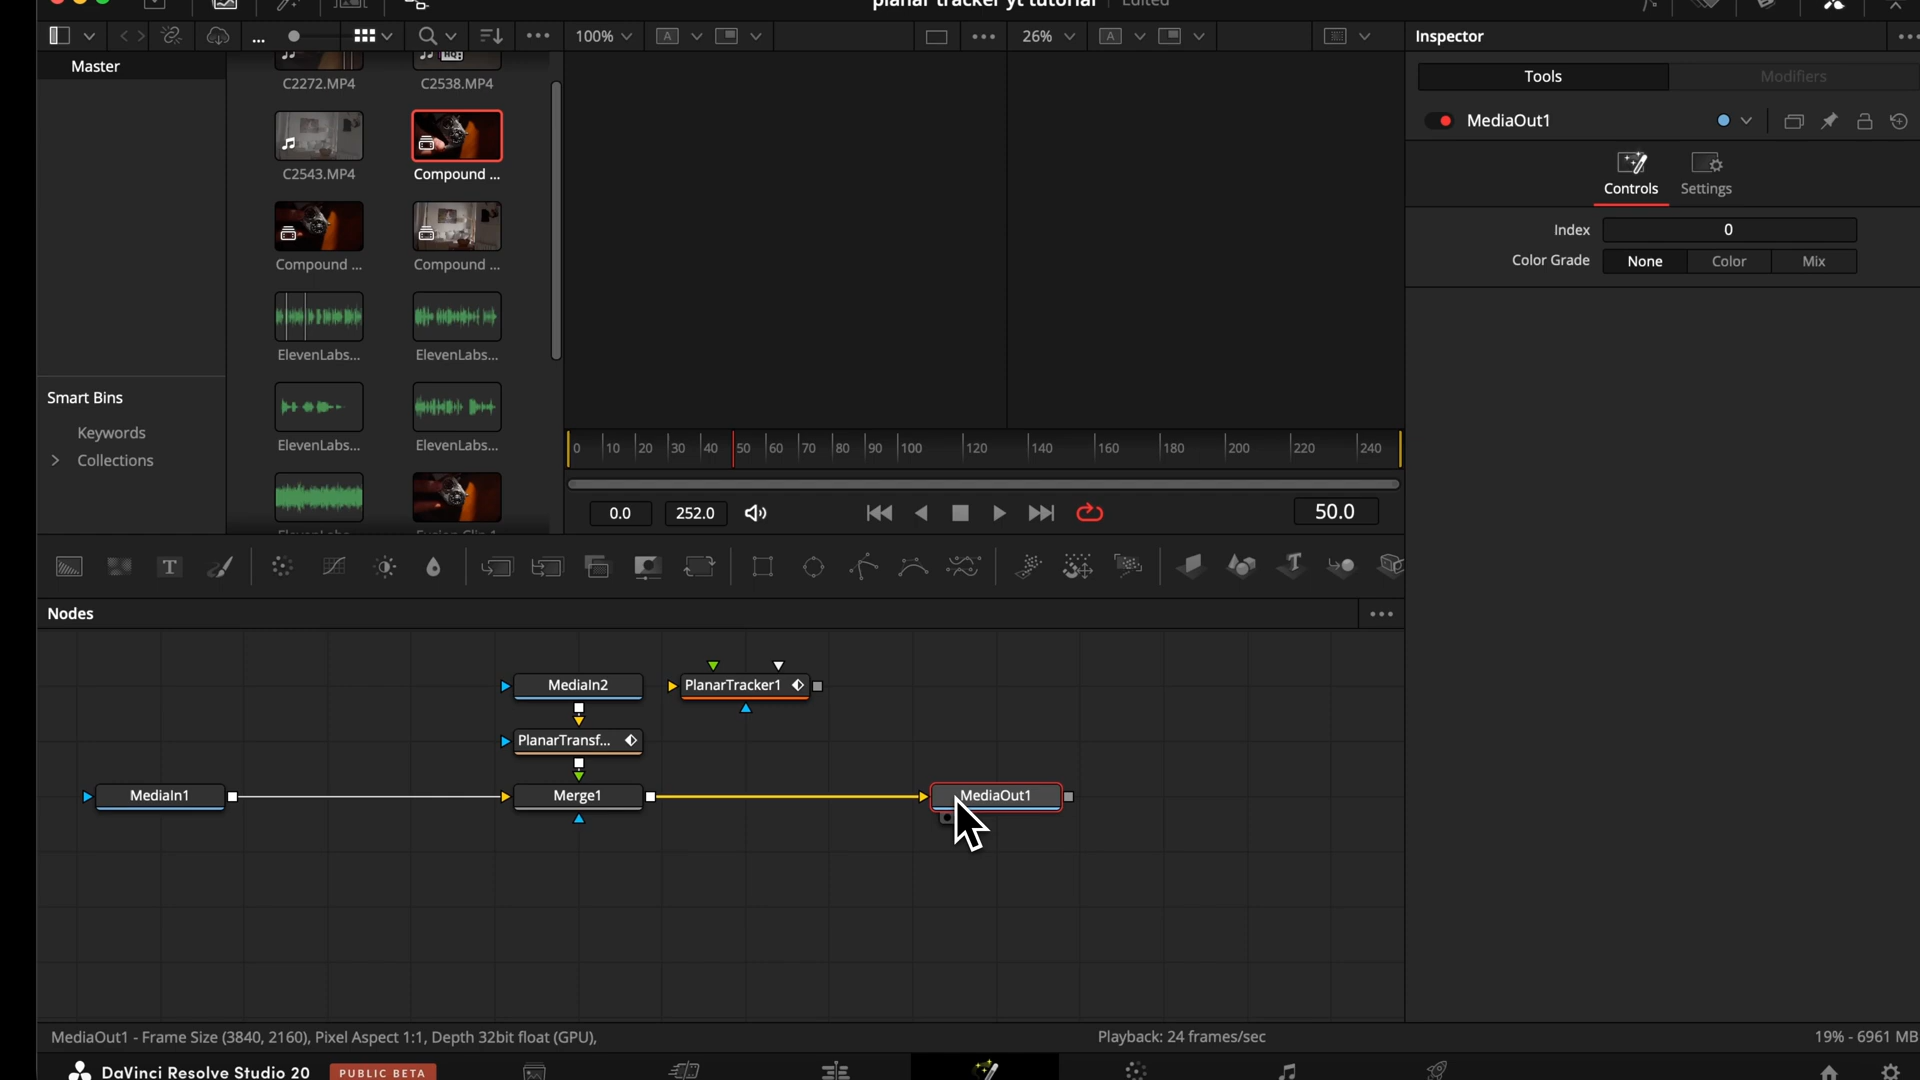 planar tracker yt tutorial
Edited
...
100%
A
26%
A
Inspector
Master
C2272.MP4
C2538.MP4
Tools
Modifiers
MediaOut1
C2543.MP4
Compound ...
Controls
Settings
Index
0
Color Grade
None
Color
Mix
Compound ...
Compound ...
ElevenLabs...
ElevenLabs...
Smart Bins
Keywords
Collections
ElevenLabs...
ElevenLabs...
0 10 20 30 40 50 60 70 80 90 100 120 140 160 180 200 220 240
0.0
252.0
50.0
T
T
Nodes
MediaIn2
PlanarTracker1
PlanarTransf...
MediaIn1
Merge1
MediaOut1
MediaOut1 - Frame Size (3840, 2160), Pixel Aspect 1:1, Depth 32bit float (GPU),
Playback: 24 frames/sec
19% - 6961 MB
DaVinci Resolve Studio 20
PUBLIC BETA